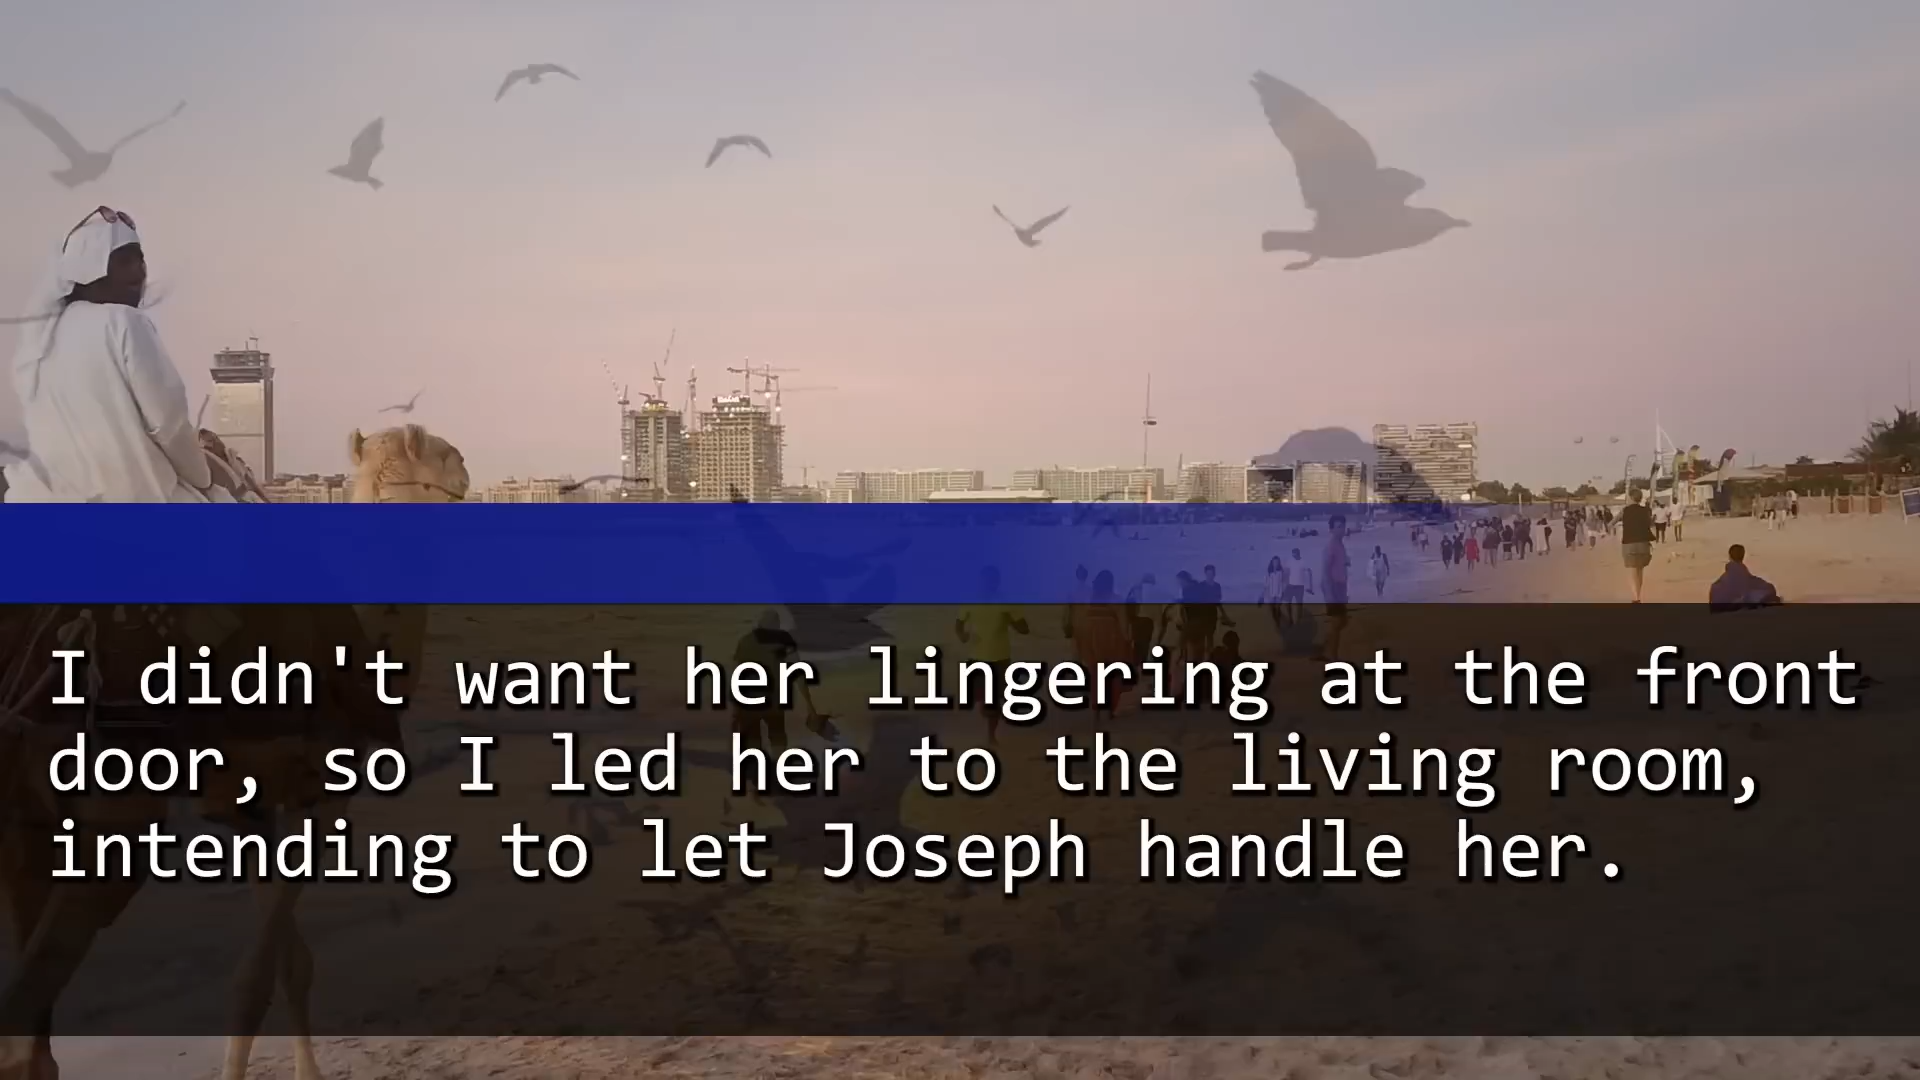 I didn't want her lingering at the front
door, so I led her to the living room,
intending to let Joseph handle her.